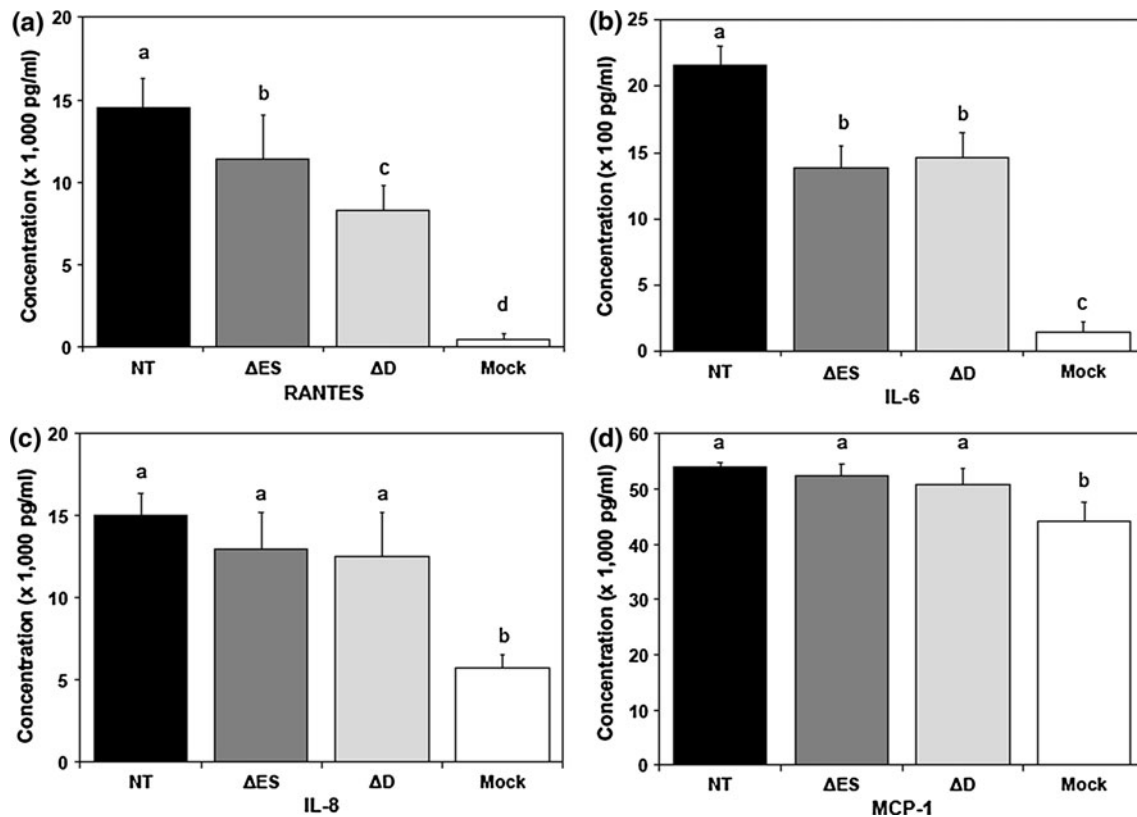 (a)
Concentration (x 1,000 pg/ml)
20
15
10
5
0
a
b
c
d
NT ΔES ΔD Mock
RANTES
(b)
Concentration (x 100 pg/ml)
25
20
15
10
5
0
a
b
b
c
NT ΔES ΔD Mock
IL-6
(c)
Concentration (x 1,000 pg/ml)
20
15
10
5
0
a
a
a
b
NT ΔES ΔD Mock
IL-8
(d)
Concentration (x 1,000 pg/ml)
60
50
40
30
20
10
0
a
a
a
b
NT ΔES ΔD Mock
MCP-1